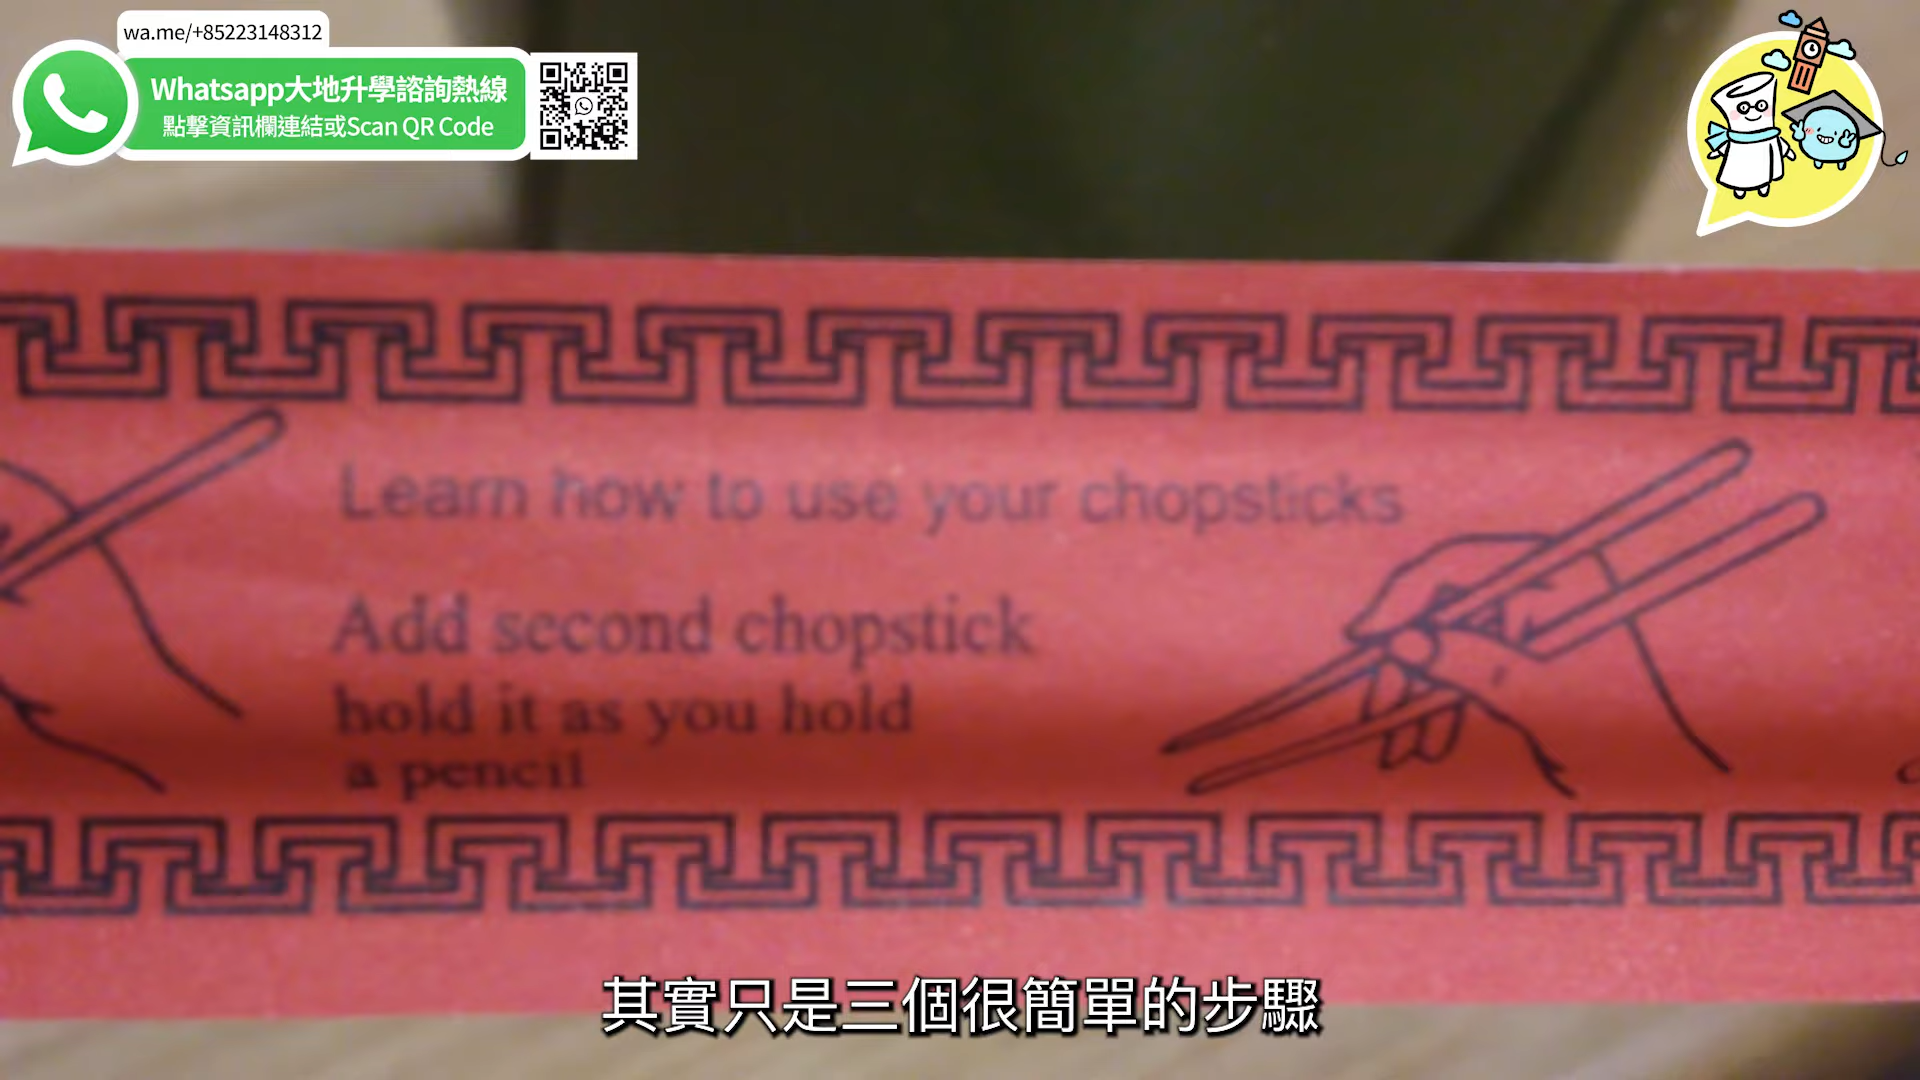 wa.me/+85223148312
Whatsapp大地升學諮詢熱線
點擊資訊欄連結或Scan QR Code
Learn how to use your chopsticks
Add second chopstick
hold it as you hold
a pencil
其實只是三個很簡單的步驟